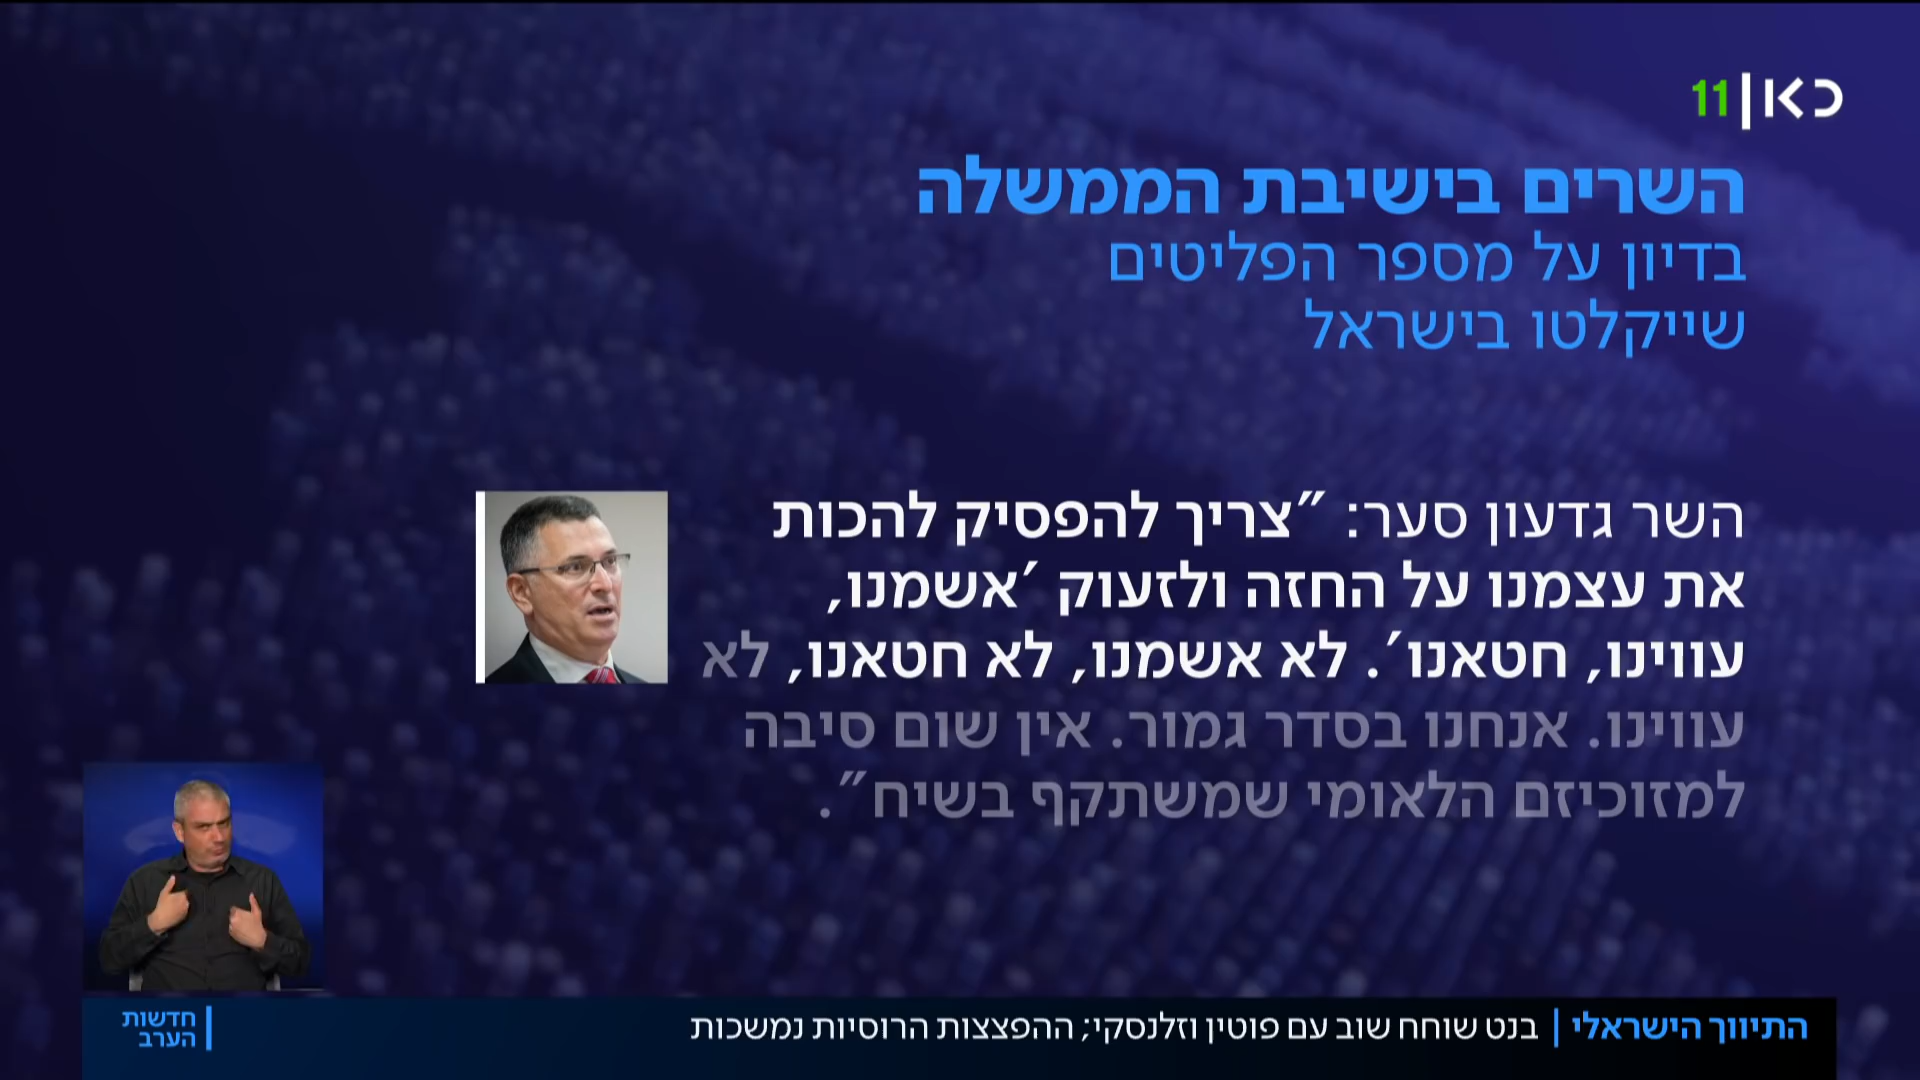 כאן|11
השרים בישיבת הממשלה
בדיון על מספר הפליטים
שייקלטו בישראל
השר גדעון סער: "צריך להפסיק להכות
את עצמנו על החזה ולזעוק 'אשמנו,
עווינו, חטאנו'. לא אשמנו, לא חטאנו, לא
עווינו. אנחנו בסדר גמור. אין שום סיבה
למזוכיזם הלאומי שמשתקף בשיח".
התיווך הישראלי | בנט שוחח שוב עם פוטין וזלנסקי; ההפצצות הרוסיות נמשכות
חדשות
הערב